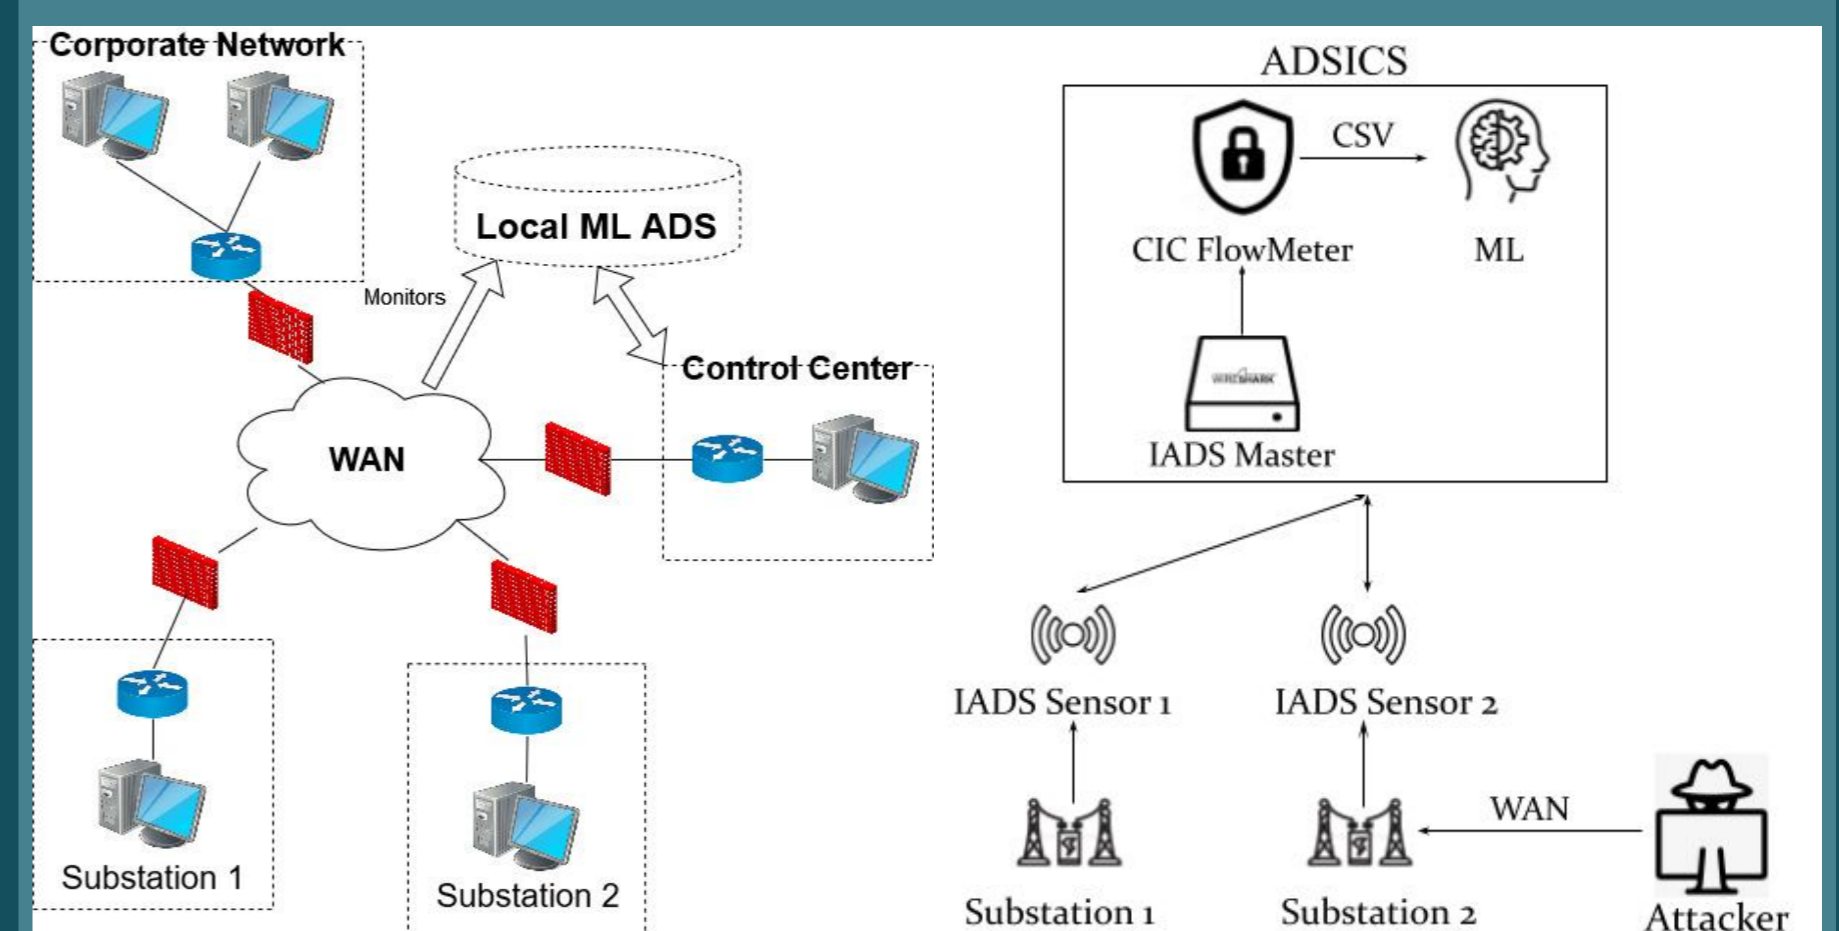 Corporate Network
Local ML ADS
Monitors
Control Center
WAN
Substation 1
Substation 2
ADSICS
CSV
CIC FlowMeter
ML
WIRESHARK
IADS Master
IADS Sensor 1
IADS Sensor 2
WAN
Substation 1
Substation 2
Attacker